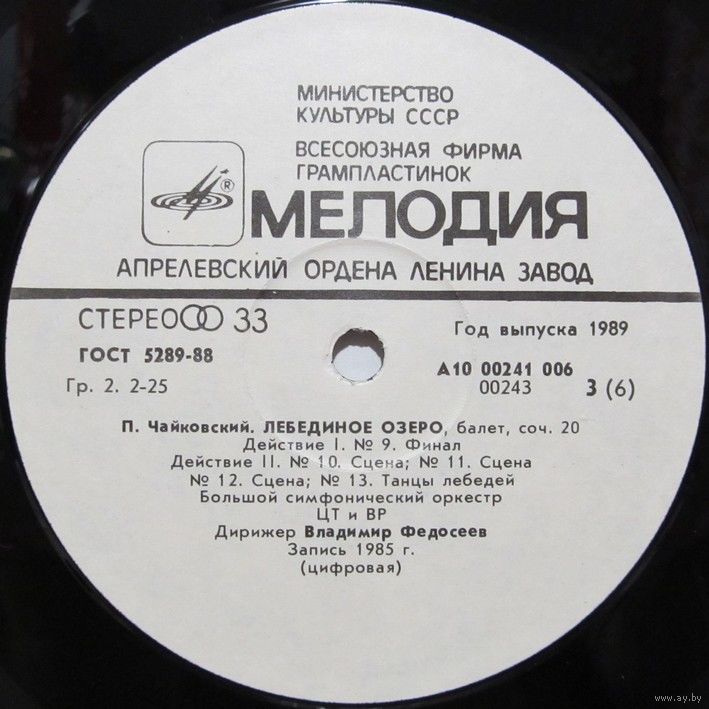 МИНИСТЕРСТВО
КУЛЬТУРЫ СССР
ВСЕСОЮЗНАЯ ФИРМА
ГРАМПЛАСТИНОК
®
МЕЛОДИЯ
АПРЕЛЕВСКИЙ ОРДЕНА ЛЕНИНА ЗАВОД
СТЕРЕО 33
Год выпуска 1989
ГОСТ 5289-88
А10 00241 006
Гр. 2. 2-25
00243
3 (6)
П. Чайковский. ЛЕБЕДИНОЕ ОЗЕРО, балет, соч. 20
Действие I. № 9. Финал
Действие II. № 10. Сцена; № 11. Сцена
№ 12. Сцена; № 13. Танцы лебедей
Большой симфонический оркестр
ЦТ и ВР
Дирижер Владимир Федосеев
Запись 1985 г.
(цифровая)
www.ay.by